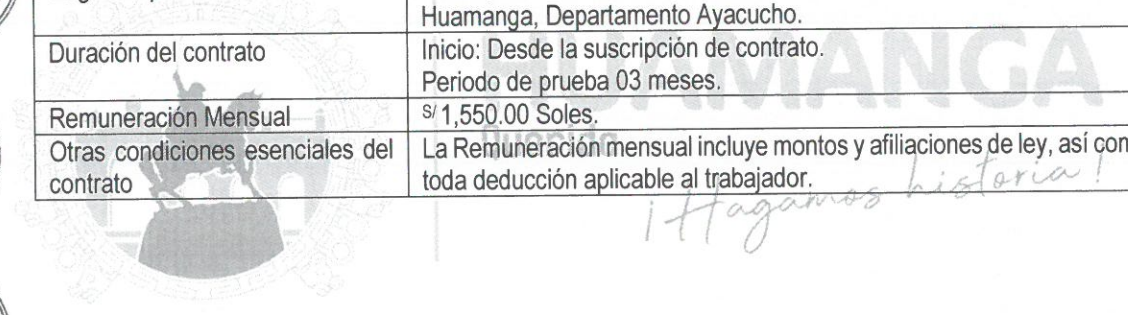 Huamanga, Departamento Ayacucho.
Duración del contrato
Inicio: Desde la suscripción de contrato.
Periodo de prueba 03 meses.
Remuneración Mensual
S/ 1,550.00 Soles.
Otras condiciones esenciales del contrato
La Remuneración mensual incluye montos y afiliaciones de ley, así com
toda deducción aplicable al trabajador.
HUAMANGA
Querida
¡Hagamos historia!